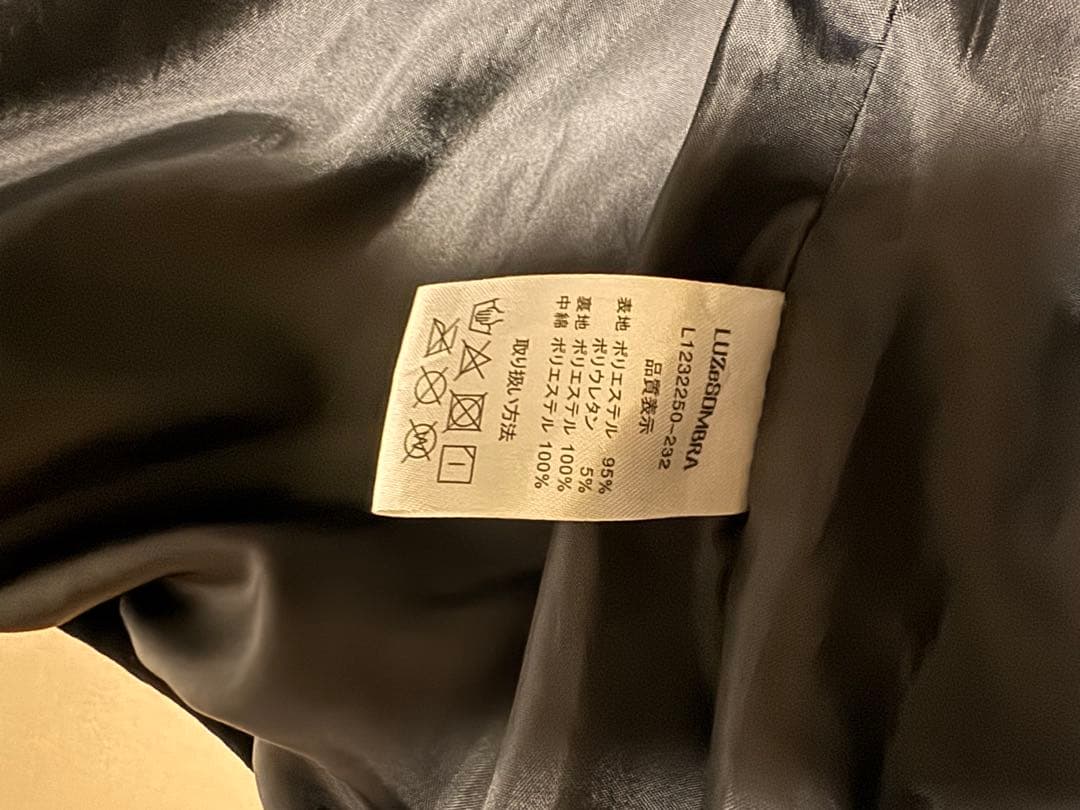 LUZeSOMBRA
L1232250-232
品質表示
表地 ポリエステル 95%
ポリウレタン 5%
裏地 ポリエステル 100%
中綿 ポリエステル 100%
取り扱い方法
W